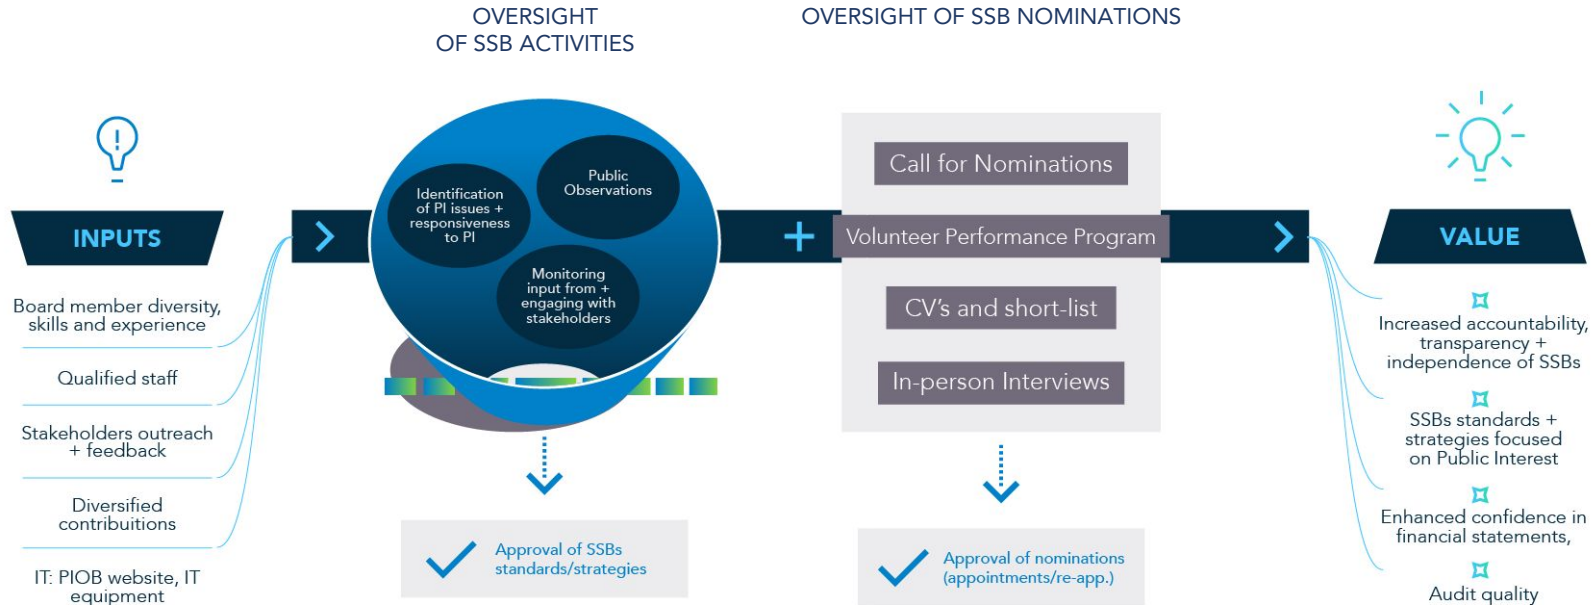 OVERSIGHT
OF SSB ACTIVITIES
OVERSIGHT OF SSB NOMINATIONS
INPUTS
Board member diversity,
skills and experience
Qualified staff
Stakeholders outreach
+ feedback
Diversified
contribuitions
IT: PIOB website, IT
equipment
Identification
of PI issues +
responsiveness
to PI
Public
Observations
Monitoring
input from +
engaging with
stakeholders
Approval of SSBs
standards/strategies
+
Call for Nominations
Volunteer Performance Program
CV's and short-list
In-person Interviews
Approval of nominations
(appointments/re-app.)
VALUE
Increased accountability,
transparency +
independence of SSBs
SSBs standards +
strategies focused
on Public Interest
Enhanced confidence in
financial statements,
Audit quality